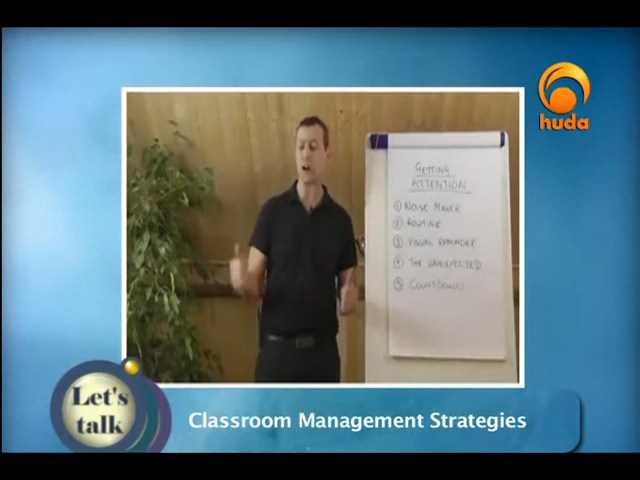 huda
GETTING
ATTENTION
① NOISE MAKER
② ROUTINE
③ VISUAL REMINDER
④ THE UNEXPECTED
⑤ COUNTDOWN!
Let's
talk
Classroom Management Strategies